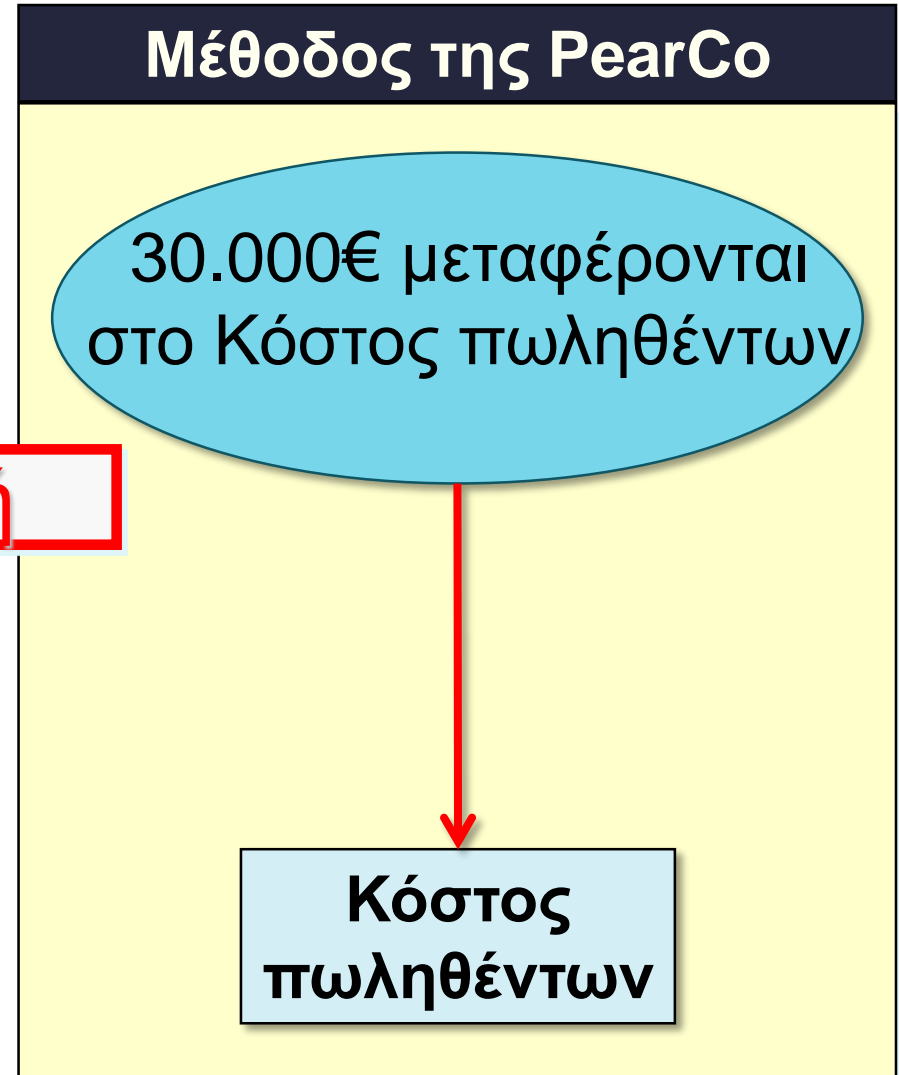 Μέθοδος της PearCo
30.000€ μεταφέρονται
στο Κόστος πωληθέντων
ή
Κόστος
πωληθέντων